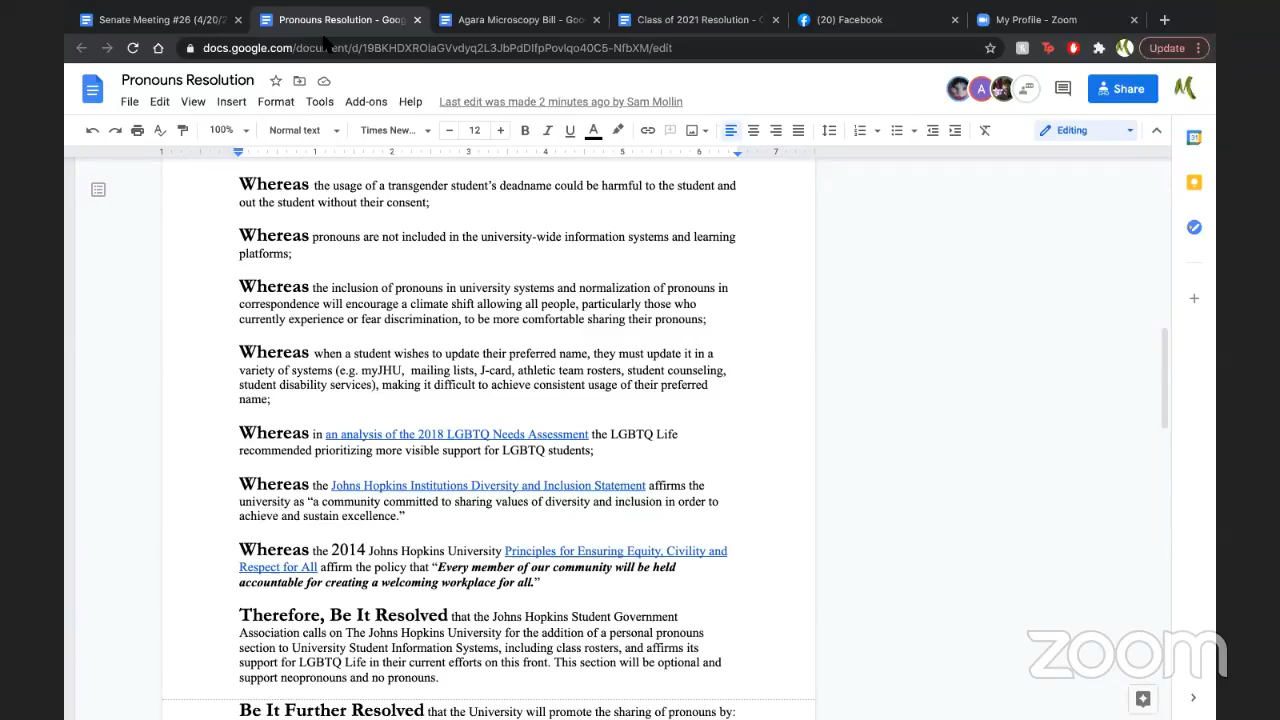 Senate Meeting #26 (4/20/2
Pronouns Resolution - Goog
Agara Microscopy Bill - Goo
Class of 2021 Resolution - G
(20) Facebook
My Profile - Zoom
docs.google.com/document/d/19BKHDXROlaGVvdyq2L3JbPdDIfpPovlqo40C5-NfbXM/edit
Update
Pronouns Resolution
File Edit View Insert Format Tools Add-ons Help Last edit was made 2 minutes ago by Sam Mollin
A
Share
100% Normal text Times New... 12 B I U A Editing
1 1 2 3 4 5 6 7
Whereas the usage of a transgender student's deadname could be harmful to the student and
out the student without their consent;
Whereas pronouns are not included in the university-wide information systems and learning
platforms;
Whereas the inclusion of pronouns in university systems and normalization of pronouns in
correspondence will encourage a climate shift allowing all people, particularly those who
currently experience or fear discrimination, to be more comfortable sharing their pronouns;
Whereas when a student wishes to update their preferred name, they must update it in a
variety of systems (e.g. myJHU, mailing lists, J-card, athletic team rosters, student counseling,
student disability services), making it difficult to achieve consistent usage of their preferred
name;
Whereas in an analysis of the 2018 LGBTQ Needs Assessment the LGBTQ Life
recommended prioritizing more visible support for LGBTQ students;
Whereas the Johns Hopkins Institutions Diversity and Inclusion Statement affirms the
university as “a community committed to sharing values of diversity and inclusion in order to
achieve and sustain excellence.”
Whereas the 2014 Johns Hopkins University Principles for Ensuring Equity, Civility and
Respect for All affirm the policy that “Every member of our community will be held
accountable for creating a welcoming workplace for all.”
Therefore, Be It Resolved that the Johns Hopkins Student Government
Association calls on The Johns Hopkins University for the addition of a personal pronouns
section to University Student Information Systems, including class rosters, and affirms its
support for LGBTQ Life in their current efforts on this front. This section will be optional and
support neopronouns and no pronouns.
Be It Further Resolved that the University will promote the sharing of pronouns by:
zoom